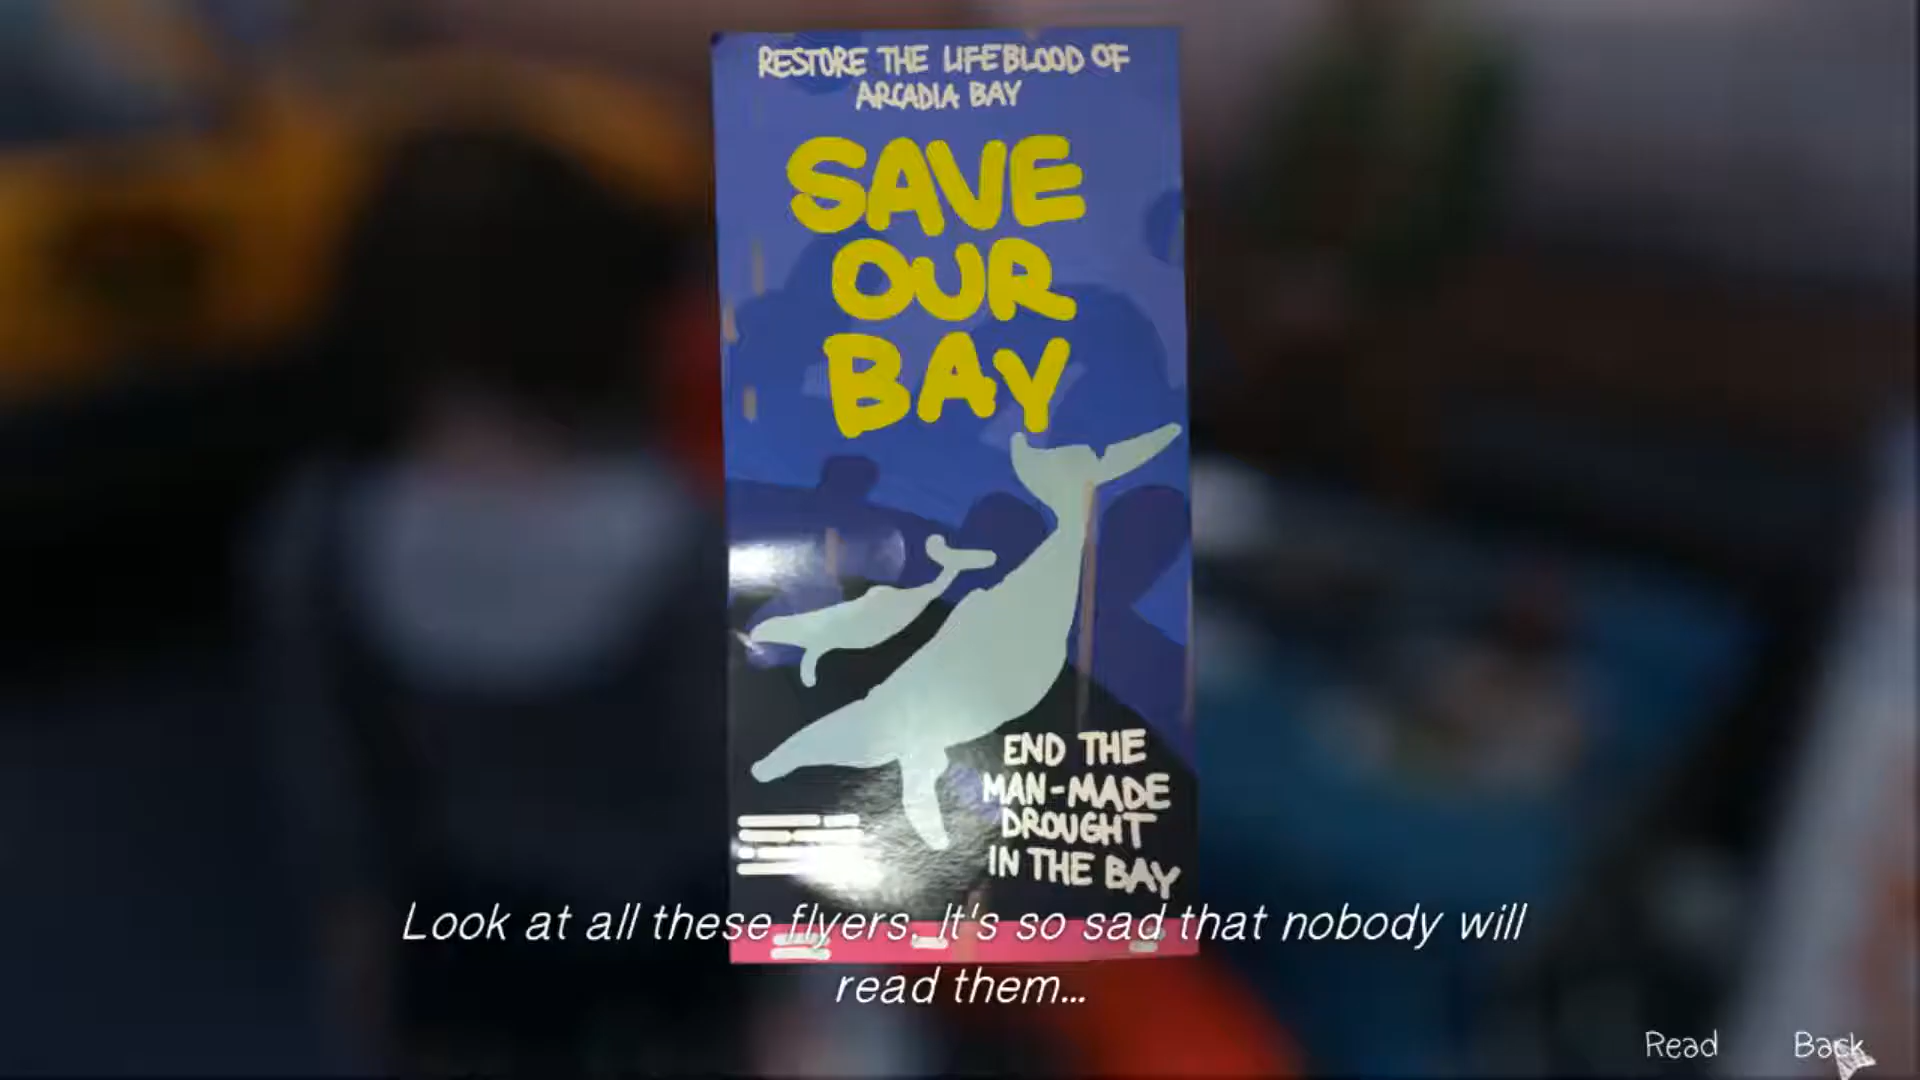 RESTORE THE LIFEBLOOD OF
ARCADIA BAY
SAVE
OUR
BAY
END THE
MAN-MADE
DROUGHT
IN THE BAY
Look at all these flyers. It's so sad that nobody will
read them...
Read Back